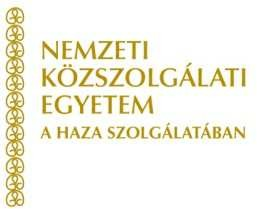 NEMZETI
KÖZSZOLGÁLATI
EGYETEM
A HAZA SZOLGÁLATÁBAN